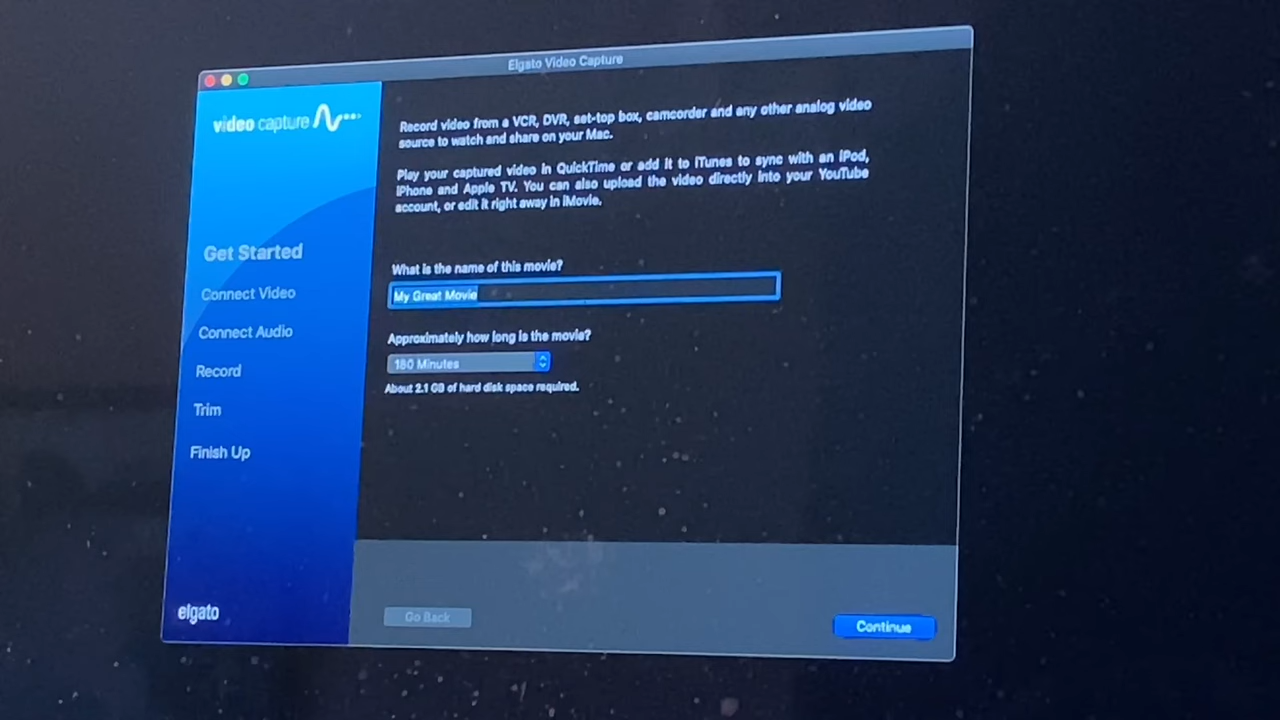 Elgato Video Capture
video capture
Record video from a VCR, DVR, set-top box, camcorder and any other analog video
source to watch and share on your Mac.
Play your captured video in QuickTime or add it to iTunes to sync with an iPod,
iPhone and Apple TV. You can also upload the video directly into your YouTube
account, or edit it right away in iMovie.
Get Started
Connect Video
Connect Audio
Record
Trim
Finish Up
What is the name of this movie?
My Great Movie
Approximately how long is the movie?
180 Minutes
About 2.1 GB of hard disk space required.
elgato
Go Back
Continue